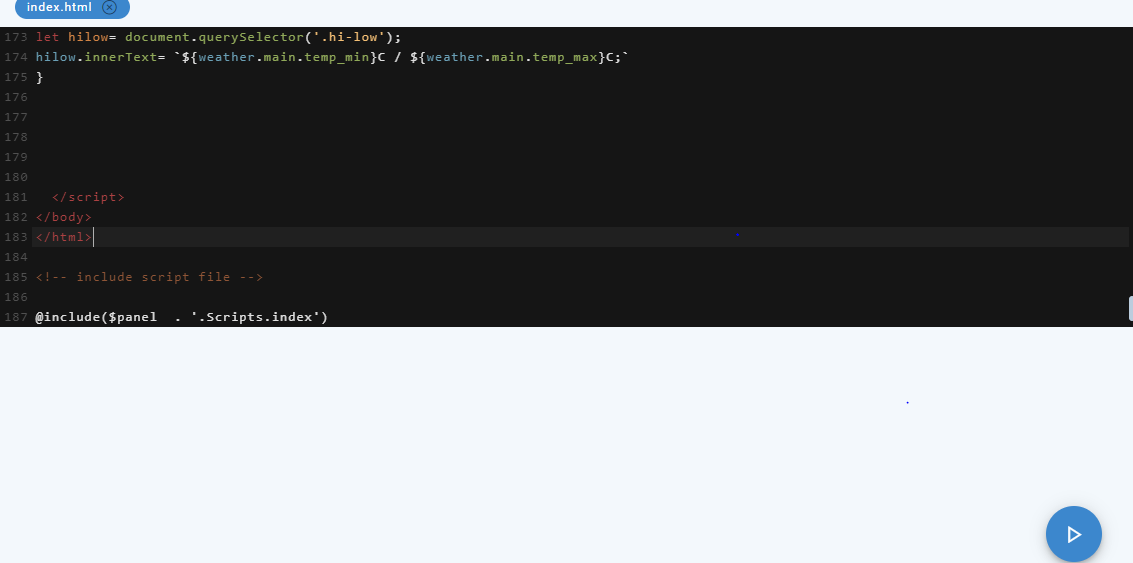 index.html
173 let hilow= document.querySelector('.hi-low');
174 hilow.innerText= `${weather.main.temp_min}C / ${weather.main.temp_max}C;`
175 }
176
177
178
179
180
181 </script>
182 </body>
183 </html>
184
185 <!-- include script file -->
186
187 @include($panel . '.Scripts.index')